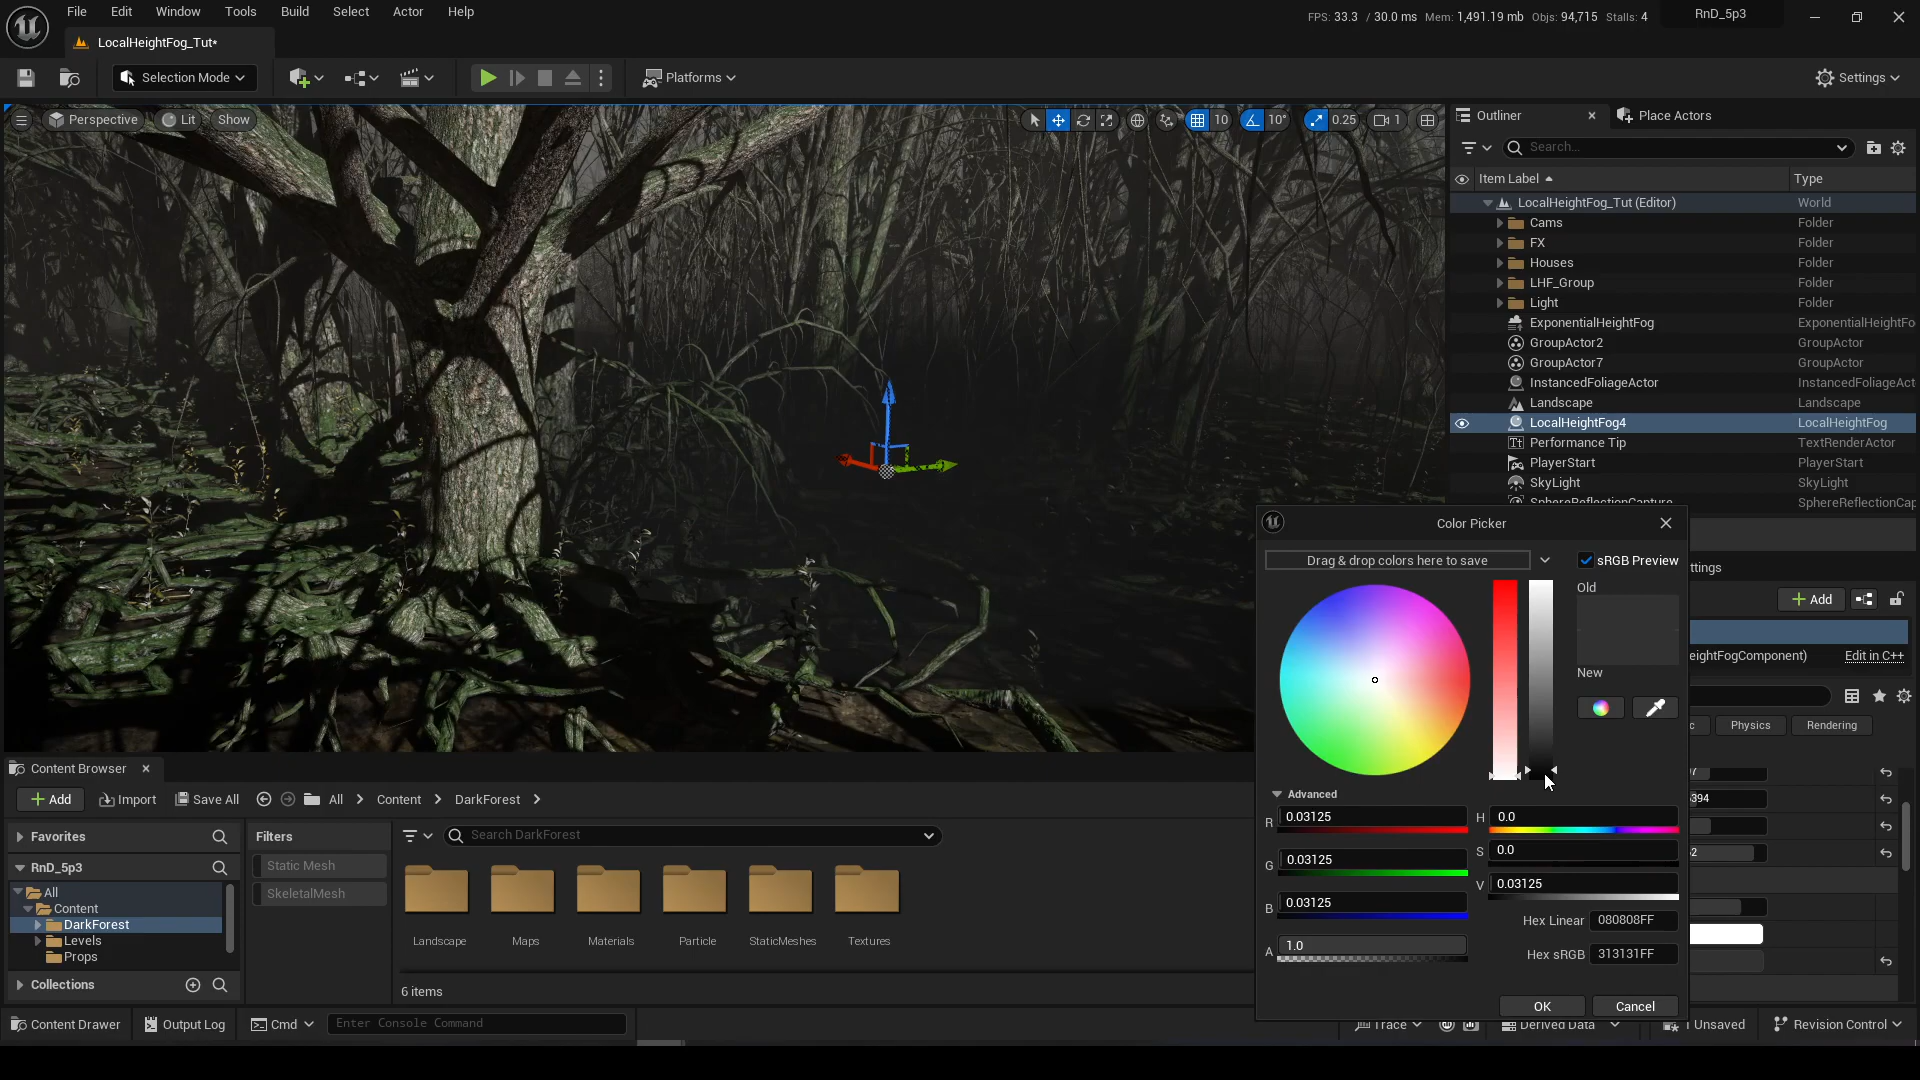 File Edit Window Tools Build Select Actor Help
FPS: 33.3 / 30.0 ms Mem: 1,491.19 mb Objs: 94,715 Stalls: 4
RnD_5p3
LocalHeightFog_Tut*
Selection Mode
Platforms
Settings
Perspective Lit Show
10 10° 0.25 1
Outliner
Place Actors
Search...
Item Label Type
LocalHeightFog_Tut (Editor) World
Cams Folder
FX Folder
Houses Folder
LHF_Group Folder
Light Folder
ExponentialHeightFog ExponentialHeightFo
GroupActor2 GroupActor
GroupActor7 GroupActor
InstancedFoliageActor InstancedFoliageAct
Landscape Landscape
LocalHeightFog4 LocalHeightFog
Performance Tip TextRenderActor
PlayerStart PlayerStart
SkyLight SkyLight
SphereReflectionCapture SphereReflectionCap
ttings
Add
eightFogComponent) Edit in C++
c Physics Rendering
394
Color Picker
Drag & drop colors here to save
sRGB Preview
Old
New
Advanced
R 0.03125
G 0.03125
B 0.03125
A 1.0
H 0.0
S 0.0
V 0.03125
Hex Linear 080808FF
Hex sRGB 313131FF
OK Cancel
Content Browser
Add Import Save All All Content DarkForest
Favorites
RnD_5p3
All
Content
DarkForest
Levels
Props
Collections
Filters
Static Mesh
SkeletalMesh
Search DarkForest
Landscape Maps Materials Particle StaticMeshes Textures
6 items
Content Drawer Output Log Cmd Enter Console Command
Trace Derived Data 1 Unsaved Revision Control